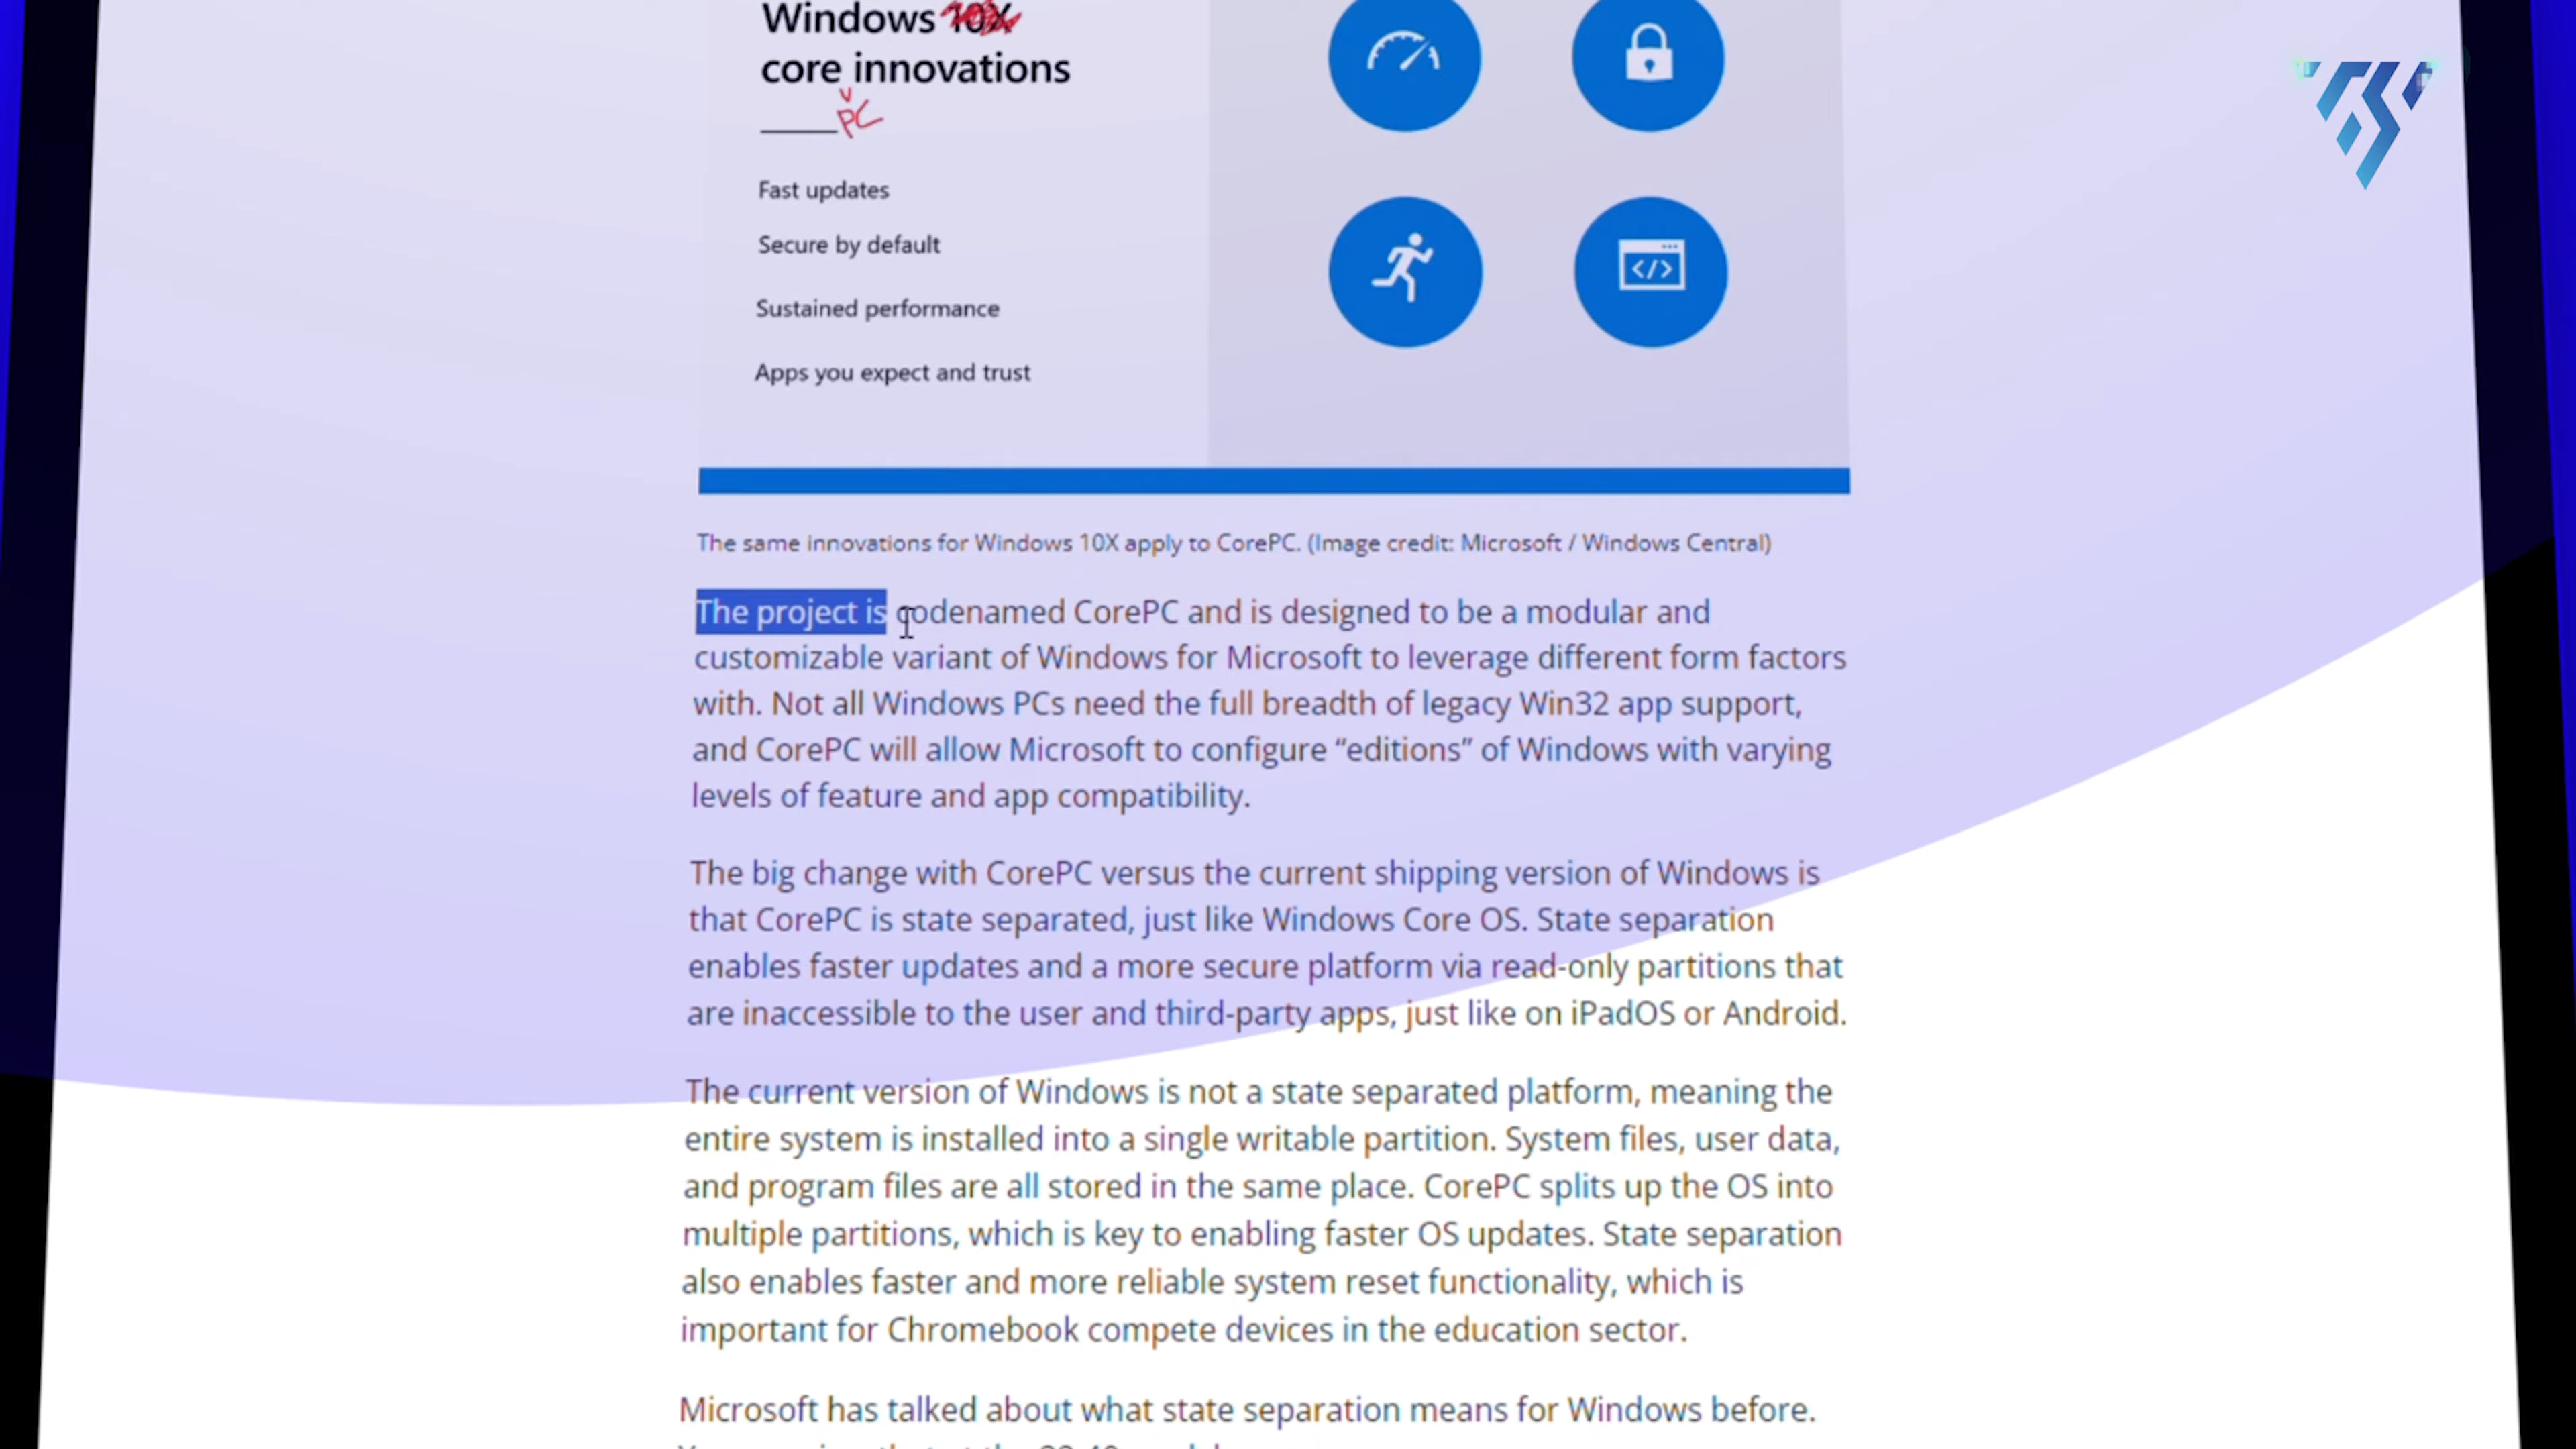 Windows 10X
core innovations
PC
Fast updates
Secure by default
Sustained performance
Apps you expect and trust
</>
The same innovations for Windows 10X apply to CorePC. (Image credit: Microsoft / Windows Central)
The project is codenamed CorePC and is designed to be a modular and
customizable variant of Windows for Microsoft to leverage different form factors
with. Not all Windows PCs need the full breadth of legacy Win32 app support,
and CorePC will allow Microsoft to configure “editions” of Windows with varying
levels of feature and app compatibility.
The big change with CorePC versus the current shipping version of Windows is
that CorePC is state separated, just like Windows Core OS. State separation
enables faster updates and a more secure platform via read-only partitions that
are inaccessible to the user and third-party apps, just like on iPadOS or Android.
The current version of Windows is not a state separated platform, meaning the
entire system is installed into a single writable partition. System files, user data,
and program files are all stored in the same place. CorePC splits up the OS into
multiple partitions, which is key to enabling faster OS updates. State separation
also enables faster and more reliable system reset functionality, which is
important for Chromebook compete devices in the education sector.
Microsoft has talked about what state separation means for Windows before.